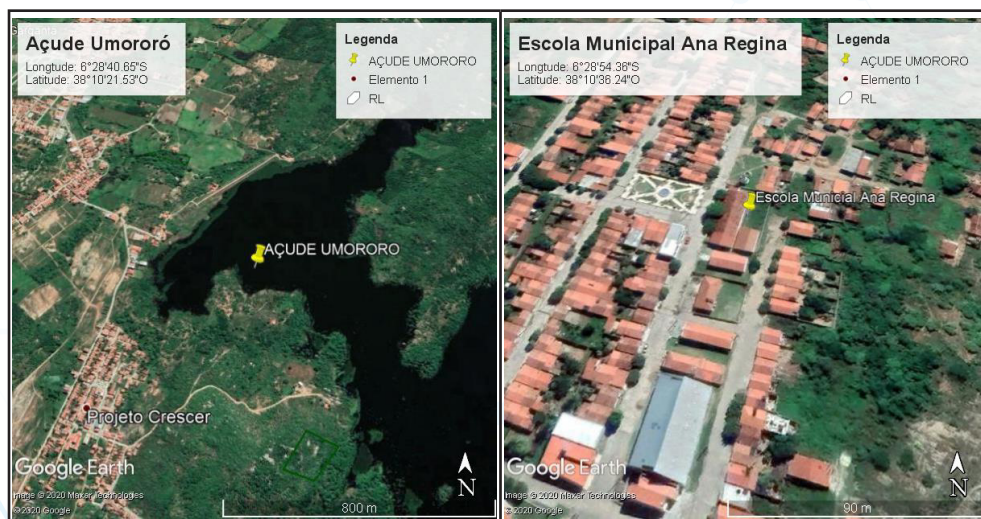 Açude Umororó
Longtude: 6°28'40.65"S
Latitude: 38°10'21.53"O
Legenda
AÇUDE UMORORO
Elemento 1
RL
AÇUDE UMORORO
Projeto Crescer
Google Earth
Image © 2020 Maxar Technologies
© 2020 Google
800 m
N
Escola Municipal Ana Regina
Longtude: 6°28'54.36"S
Latitude: 38°10'36.24"O
Legenda
AÇUDE UMORORO
Elemento 1
RL
Escola Municial Ana Regina
Google Earth
Image © 2020 Maxar Technologies
© 2020 Google
90 m
N